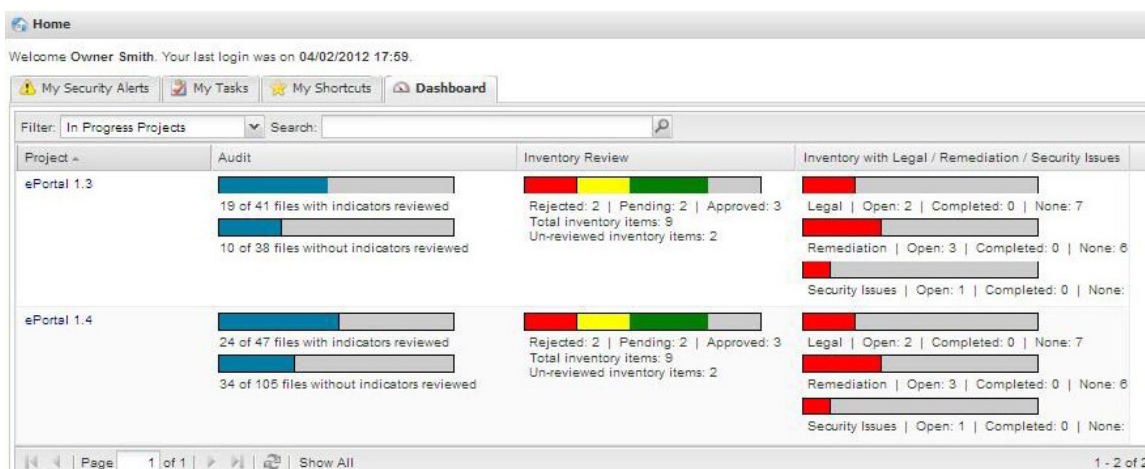 Home
Welcome Owner Smith. Your last login was on 04/02/2012 17:59.
My Security Alerts My Tasks My Shortcuts Dashboard
Filter: In Progress Projects Search:
Project Audit Inventory Review Inventory with Legal / Remediation / Security Issues
ePortal 1.3
19 of 41 files with indicators reviewed
10 of 38 files without indicators reviewed
Rejected: 2 | Pending: 2 | Approved: 3
Total inventory items: 9
Un-reviewed inventory items: 2
Legal | Open: 2 | Completed: 0 | None: 7
Remediation | Open: 3 | Completed: 0 | None: 6
Security Issues | Open: 1 | Completed: 0 | None:
ePortal 1.4
24 of 47 files with indicators reviewed
34 of 105 files without indicators reviewed
Rejected: 2 | Pending: 2 | Approved: 3
Total inventory items: 9
Un-reviewed inventory items: 2
Legal | Open: 2 | Completed: 0 | None: 7
Remediation | Open: 3 | Completed: 0 | None: 6
Security Issues | Open: 1 | Completed: 0 | None:
Page 1 of 1 Show All 1 - 2 of 2